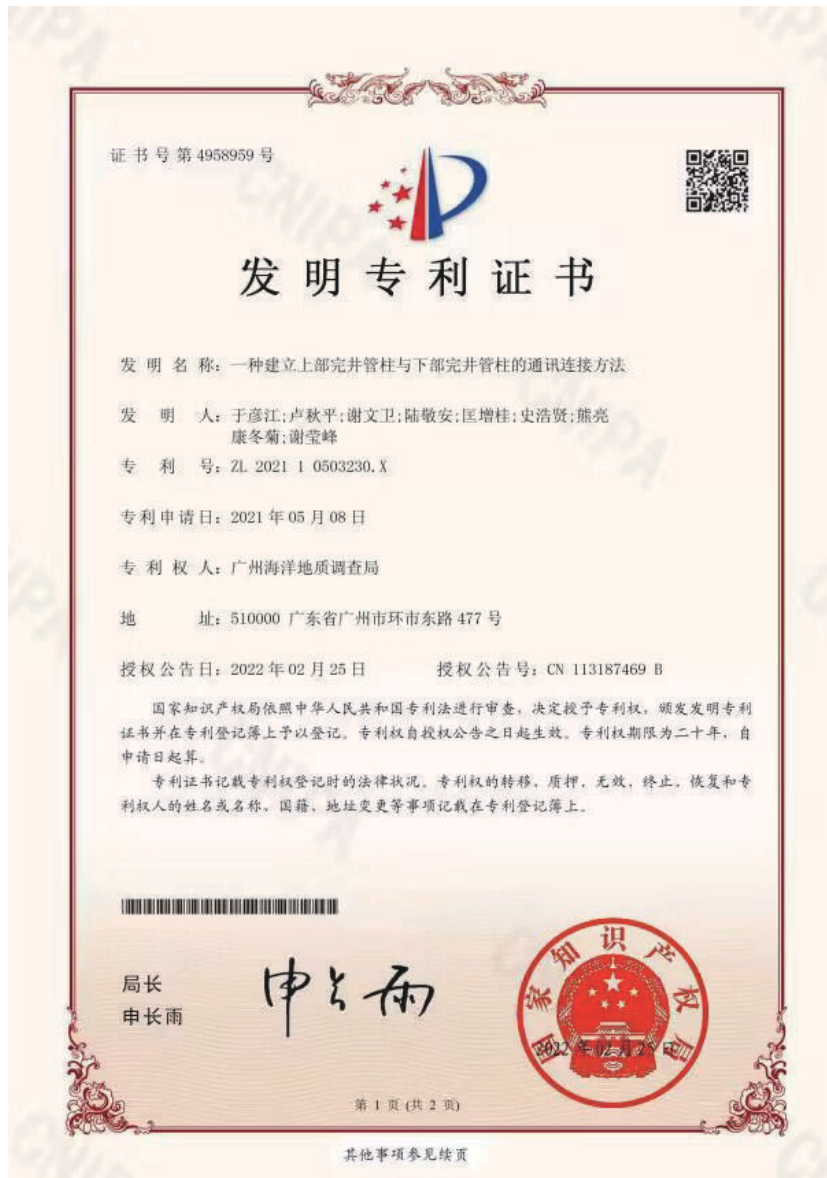 证书号第4958959号
发明专利证书
发明名称：一种建立上部完井管柱与下部完井管柱的通讯连接方法
发明人：于彦江;卢秋平;谢文卫;陆敬安;匡增桂;史浩贤;熊亮
康冬菊;谢莹峰
专利号：ZL 2021 1 0503230.X
专利申请日：2021年05月08日
专利权人：广州海洋地质调查局
地址：510000 广东省广州市环市东路477号
授权公告日：2022年02月25日 授权公告号：CN 113187469 B
国家知识产权局依照中华人民共和国专利法进行审查，决定授予专利权，颁发发明专利
证书并在专利登记簿上予以登记。专利权自授权公告之日起生效。专利权期限为二十年，自
申请日起算。
专利证书记载专利权登记时的法律状况。专利权的转移、质押、无效、终止、恢复和专
利权人的姓名或名称、国籍、地址变更等事项记载在专利登记簿上。
局长
申长雨
申长雨
国家知识产权局
2022年02月25日
第1页(共2页)
其他事项参见续页
CNIPA